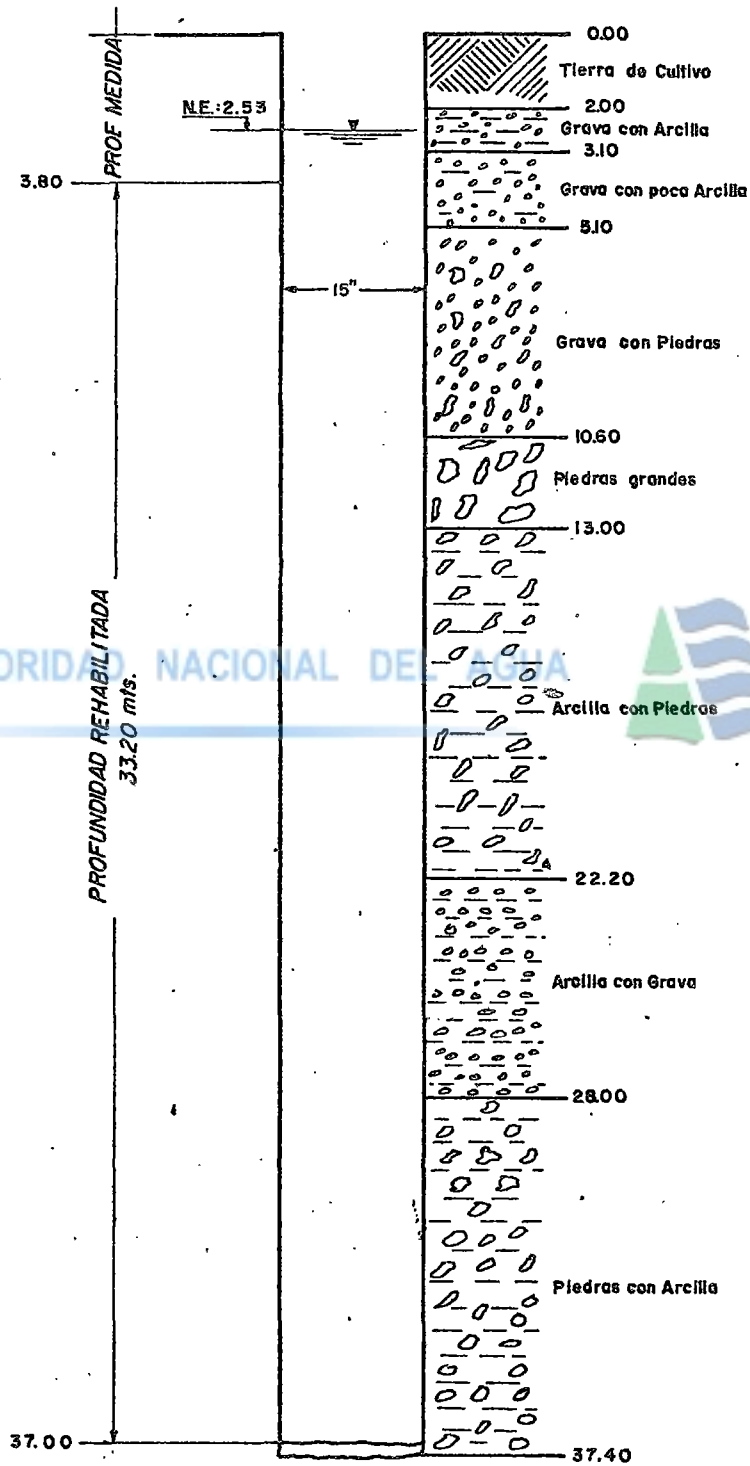 0.00
Tierra de Cultivo
2.00
PROF MEDIDA
N.E.:2.53
Grava con Arcilla
3.10
3.80
Grava con poca Arcilla
5.10
15"
Grava con Piedras
10.60
Piedras grandes
13.00
PROFUNDIDAD REHABILITADA
33.20 mts.
ORIDAD NACIONAL DEL AGUA
Arcilla con Piedras
22.20
Arcilla con Grava
28.00
Piedras con Arcilla
37.00
37.40